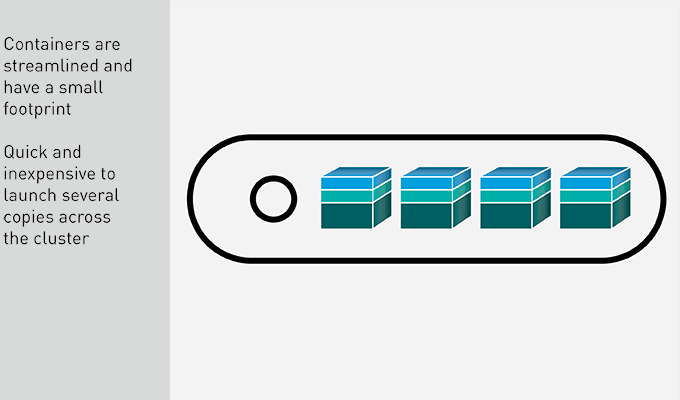 Containers are
streamlined and
have a small
footprint
Quick and
inexpensive to
launch several
copies across
the cluster